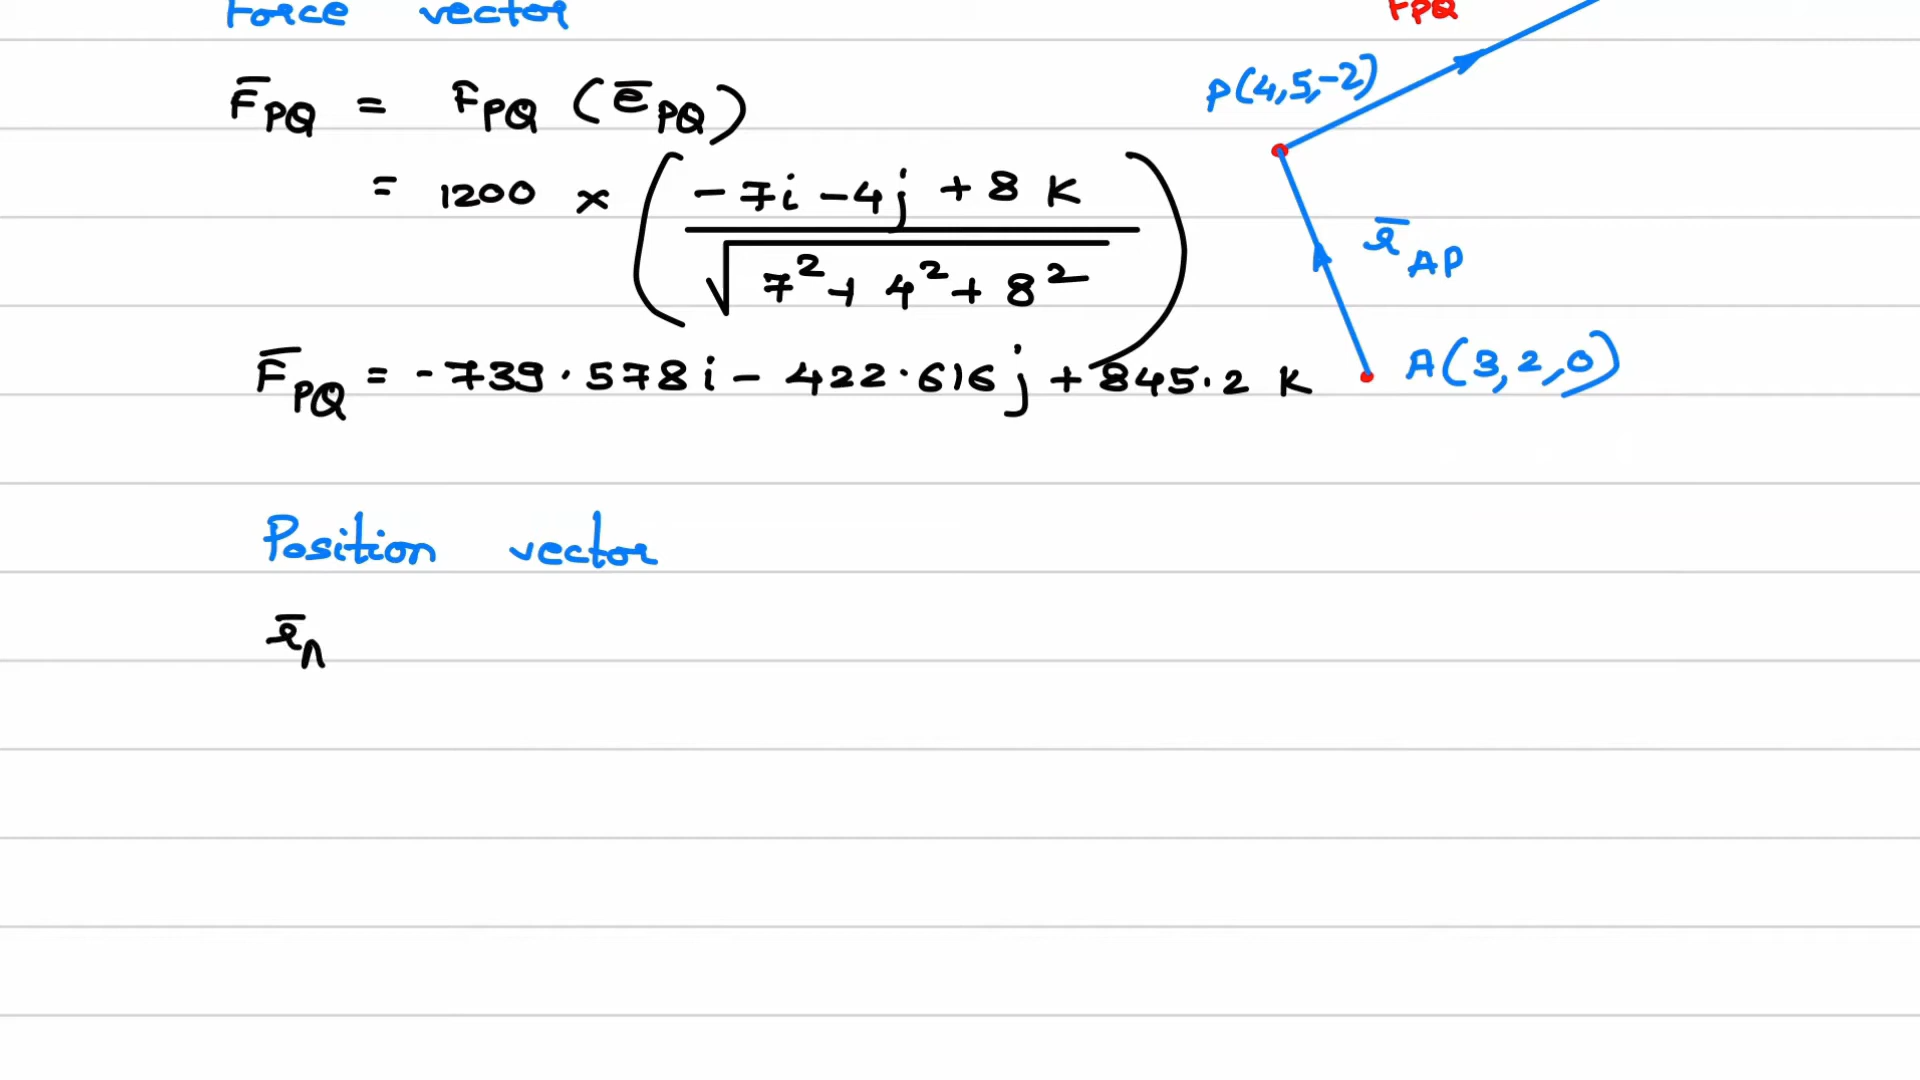 Force vector
F̅PQ = FPQ (e̅PQ)
= 1200 × ( (-7i -4j +8 K) / √(7² + 4² + 8²) )
F̅PQ = -739.578 i - 422.616 j + 845.2 K
Position vector
r̅
FPQ
P(4,5,-2)
r̅AP
A(3,2,0)